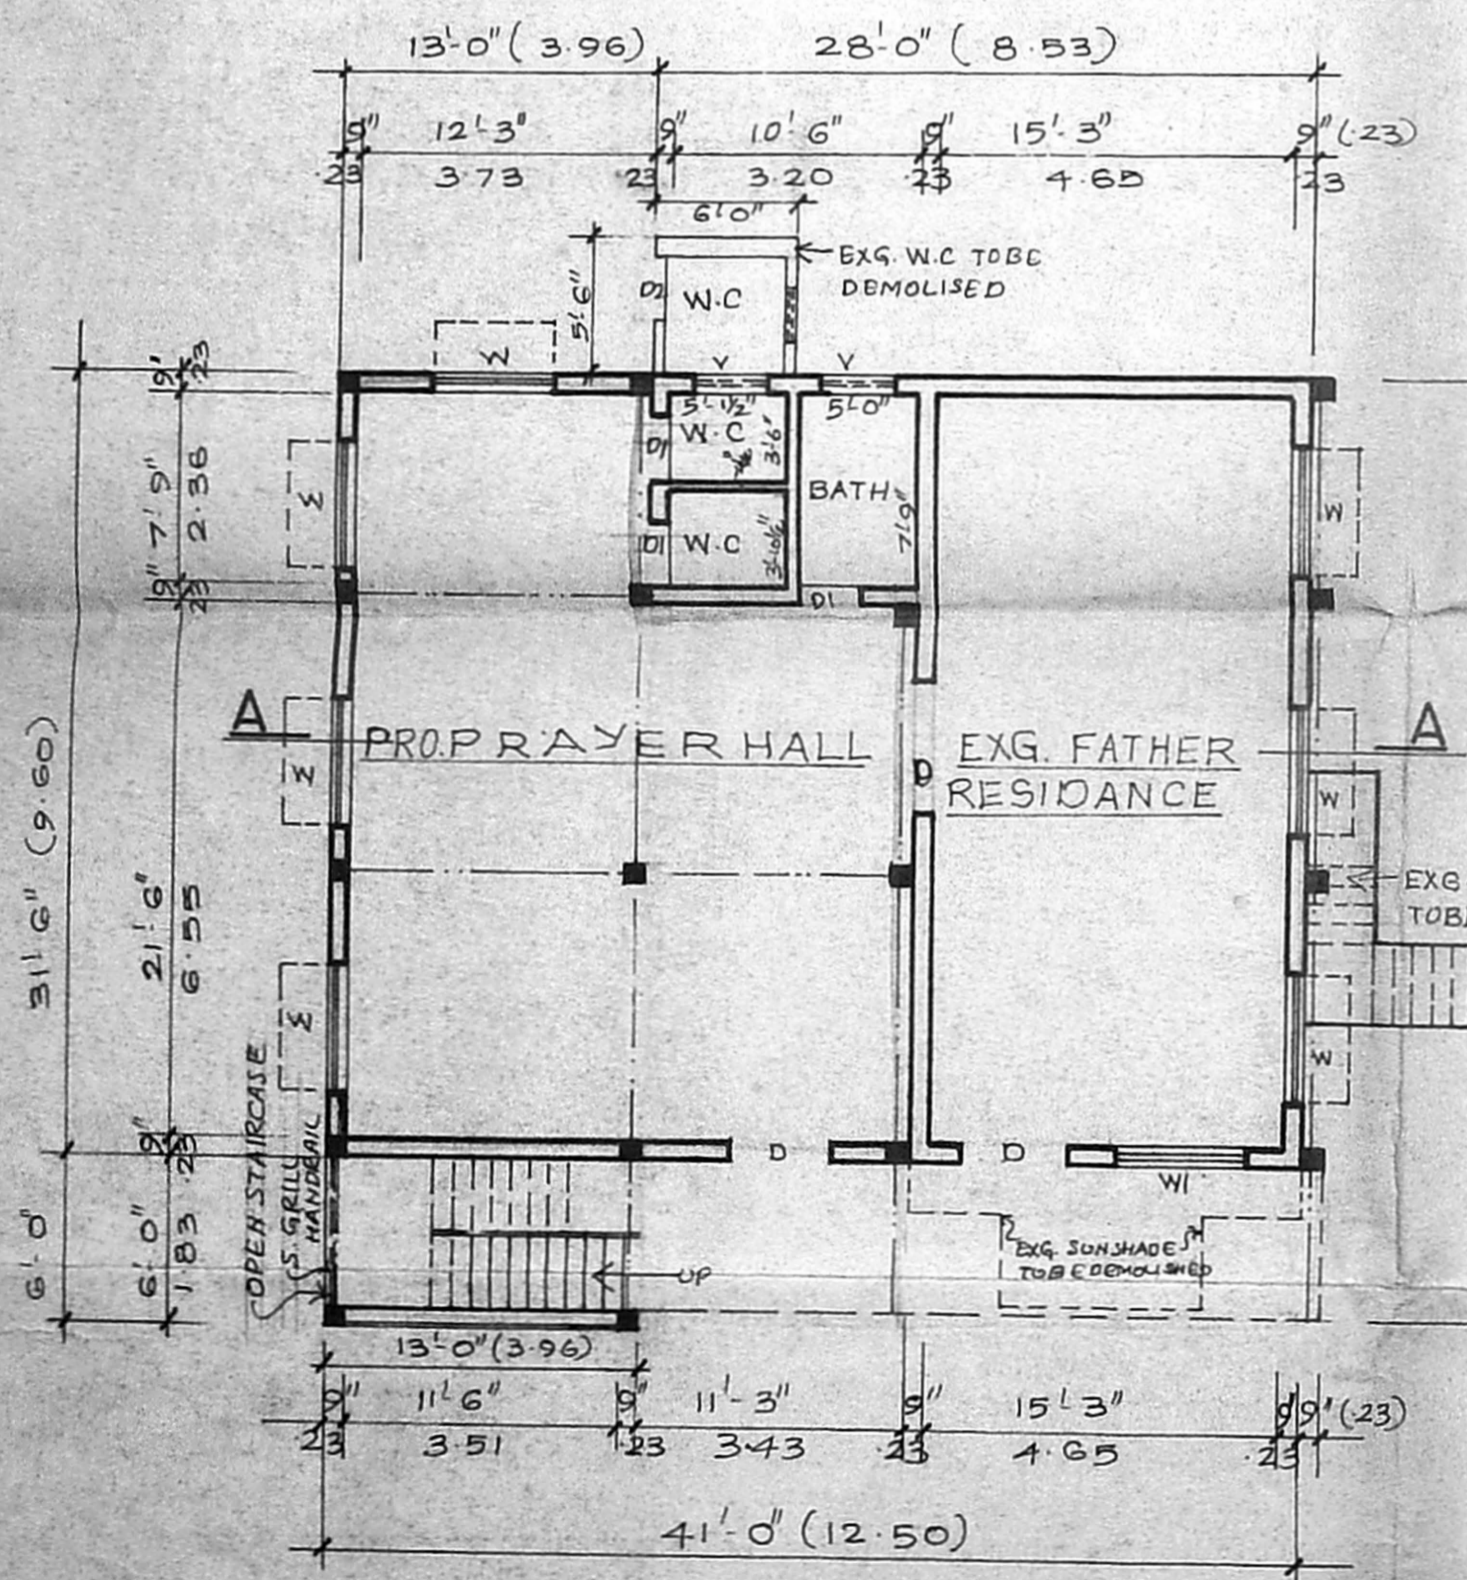 13'-0" (3.96) 28'-0" (8.53)
9" 12'-3" 9" 10'-6" 9" 15'-3" 9" (.23)
.23 3.73 .23 3.20 .23 4.65 .23
6'0"
EXG. W.C TOBE
DEMOLISED
5'-6"
D2 W.C
W V V
9" .23
5'-1/2" 5'0"
D1 W.C 3'-6"
W
7'-9" 2.36
BATH 7'-9"
W
D1 W.C 3'-10½"
9" 23
D1
A A
PRO. PRAYER HALL
EXG. FATHER
RESIDANCE
D
W
W
31'-6" (9.60)
21'-6" 6.55
EXG
TOB
W
W
OPEN STAIRCASE
S. GRILL
HANDRAIL
9" .23
D D
W1
6'-0"
6'-0" 1.83
EXG. SUNSHADE
TOBE DEMOLISHED
UP
13'-0" (3.96)
9" 11'-6" 9" 11'-3" 9" 15'-3" 9" 9" (.23)
.23 3.51 .23 3.43 .23 4.65 .23
41'-0" (12.50)